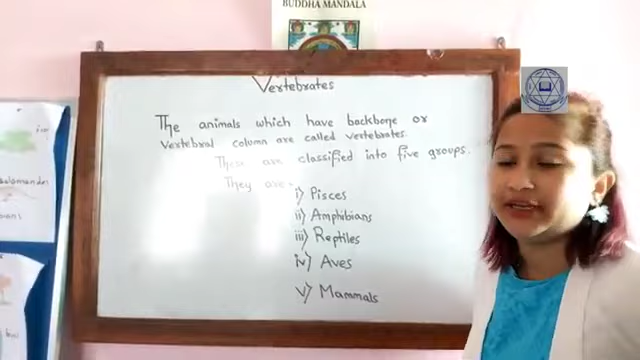 BUDDHA MANDALA
Vertebrates
The animals which have backbone or
vertebral column are called vertebrates.
These are classified into five groups.
They are-
i) Pisces
ii) Amphibians
iii) Reptiles
iv) Aves
v) Mammals